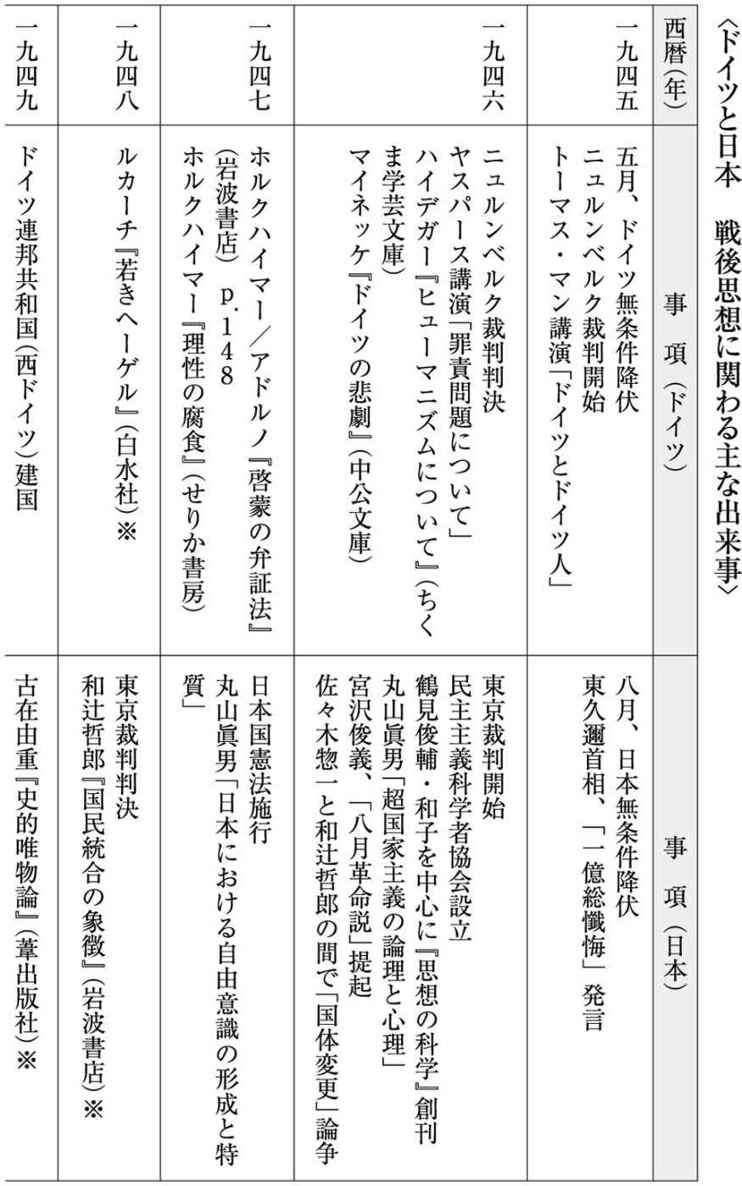 〈ドイツと日本　戦後思想に関わる主な出来事〉
西暦(年)
事　項（ドイツ）
事　項（日本）
一九四五
五月、ドイツ無条件降伏
ニュルンベルク裁判開始
トーマス・マン講演「ドイツとドイツ人」
八月、日本無条件降伏
東久邇首相、「一億総懺悔」発言
一九四六
ニュルンベルク裁判判決
ヤスパース講演「罪責問題について」
ハイデガー『ヒューマニズムについて』（ちく
ま学芸文庫）
マイネッケ『ドイツの悲劇』（中公文庫）
東京裁判開始
民主主義科学者協会設立
鶴見俊輔・和子を中心に『思想の科学』創刊
丸山眞男「超国家主義の論理と心理」
宮沢俊義、「八月革命説」提起
佐々木惣一と和辻哲郎の間で「国体変更」論争
一九四七
ホルクハイマー／アドルノ『啓蒙の弁証法』
（岩波書店）　p.148
ホルクハイマー『理性の腐食』（せりか書房）
日本国憲法施行
丸山眞男「日本における自由意識の形成と特
質」
一九四八
ルカーチ『若きヘーゲル』（白水社）※
東京裁判判決
和辻哲郎『国民統合の象徴』（岩波書店）※
一九四九
ドイツ連邦共和国（西ドイツ）建国
古在由重『史的唯物論』（葦出版社）※